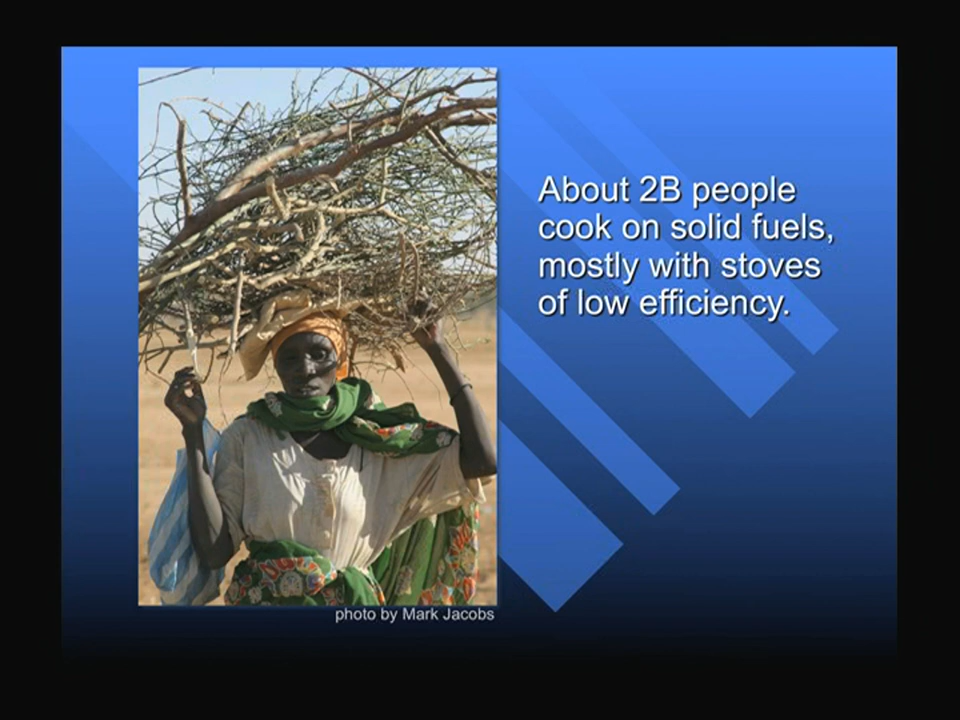 About 2B people
cook on solid fuels,
mostly with stoves
of low efficiency.
photo by Mark Jacobs